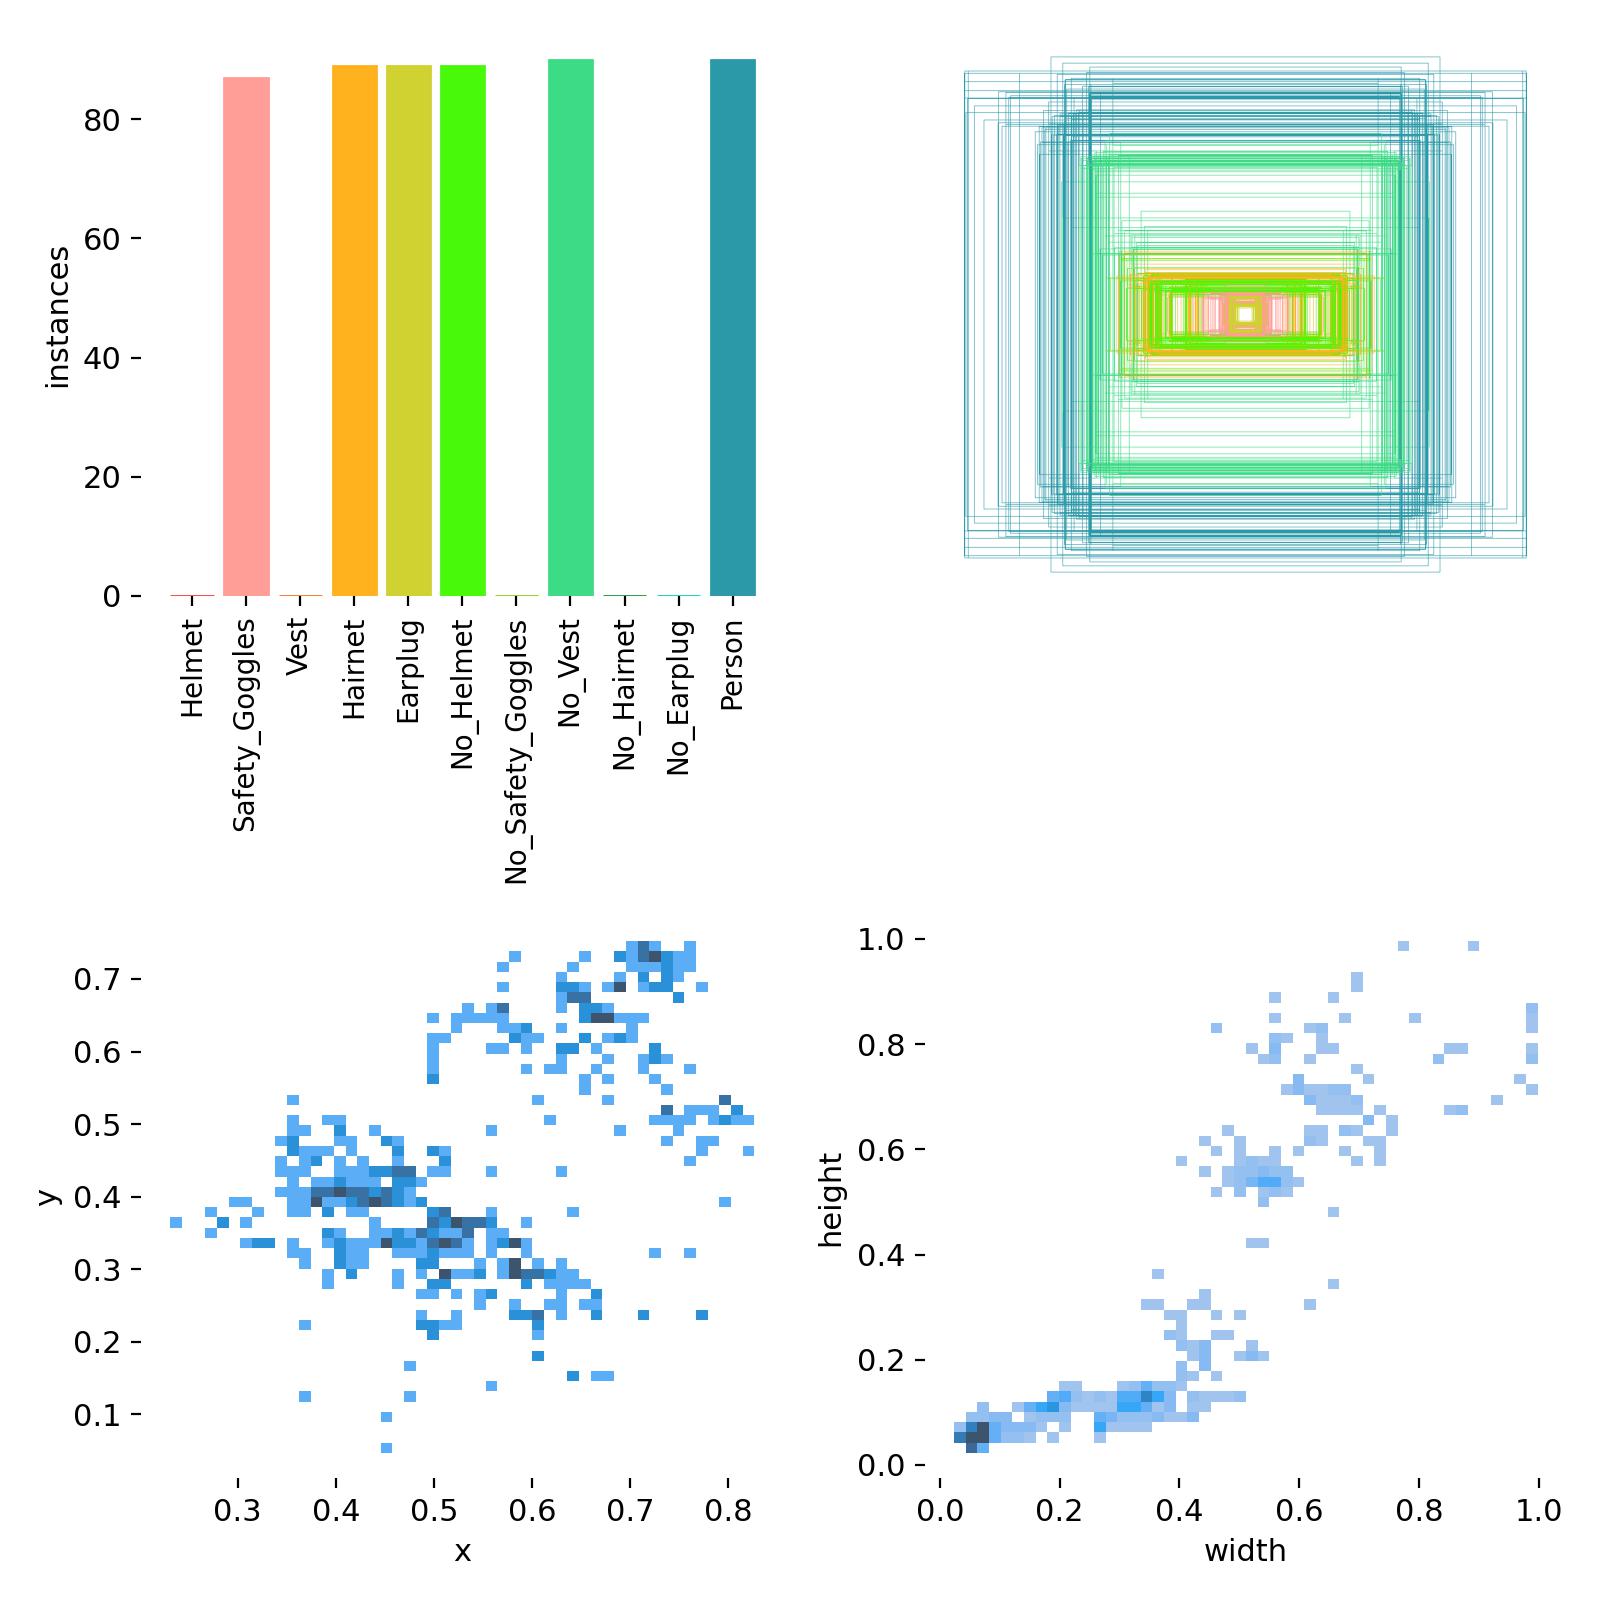 instances
80
60
40
20
0
Helmet
Safety_Goggles
Vest
Hairnet
Earplug
No_Helmet
No_Safety_Goggles
No_Vest
No_Hairnet
No_Earplug
Person
y
0.7
0.6
0.5
0.4
0.3
0.2
0.1
0.3 0.4 0.5 0.6 0.7 0.8
x
height
1.0
0.8
0.6
0.4
0.2
0.0
0.0 0.2 0.4 0.6 0.8 1.0
width